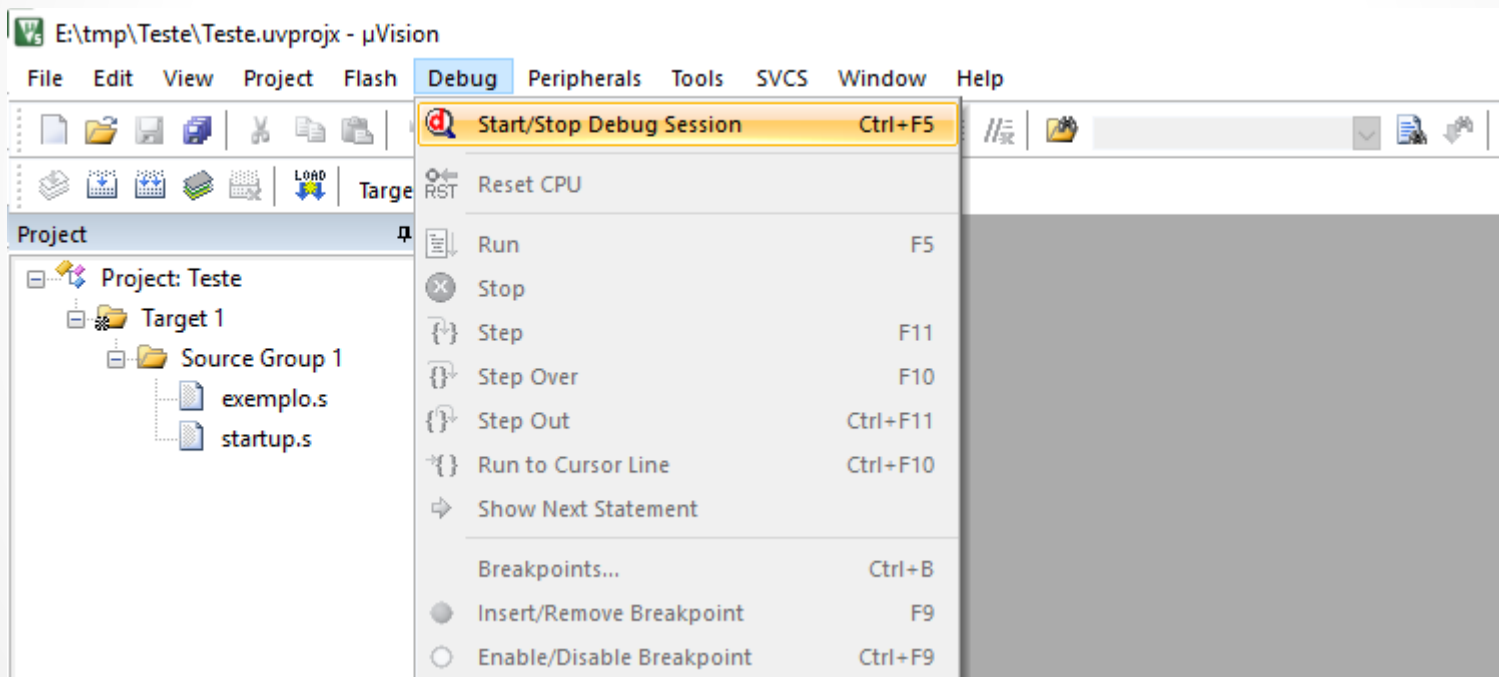 E:\tmp\Teste\Teste.uvprojx - µVision
File Edit View Project Flash Debug Peripherals Tools SVCS Window Help
Start/Stop Debug Session Ctrl+F5
LOAD
Targe
RST Reset CPU
Project
Run F5
Project: Teste
Stop
Target 1
Step F11
Source Group 1
Step Over F10
exemplo.s
Step Out Ctrl+F11
startup.s
Run to Cursor Line Ctrl+F10
Show Next Statement
Breakpoints... Ctrl+B
Insert/Remove Breakpoint F9
Enable/Disable Breakpoint Ctrl+F9